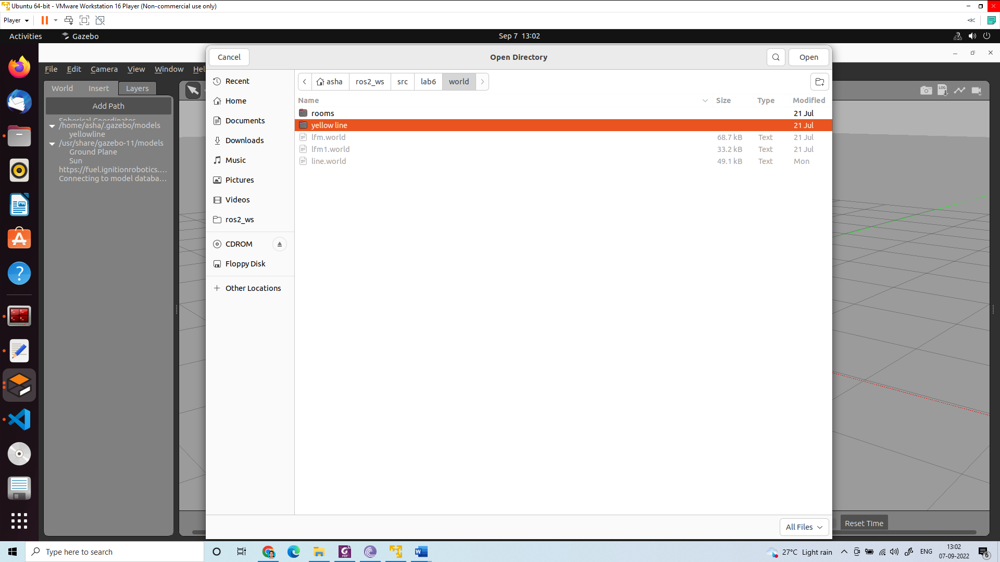 Ubuntu 64-bit - VMware Workstation 16 Player (Non-commercial use only)
Player
Activities
Gazebo
Sep 7 13:02
Cancel
Open Directory
Open
File Edit Camera View Window Hel
World Insert Layers
Add Path
Spherical Coordinates
/home/asha/.gazebo/models
yellowline
/usr/share/gazebo-11/models
Ground Plane
Sun
https://fuel.ignitionrobotics....
Connecting to model databa...
Recent
Home
Documents
Downloads
Music
Pictures
Videos
ros2_ws
CDROM
Floppy Disk
Other Locations
asha ros2_ws src lab6 world
Name Size Type Modified
rooms 21 Jul
yellow line 21 Jul
lfm.world 68.7 kB Text 21 Jul
lfm1.world 33.2 kB Text 21 Jul
line.world 49.1 kB Text Mon
LOG
All Files
Reset Time
Type here to search
27°C Light rain
ENG
13:02
07-09-2022
6